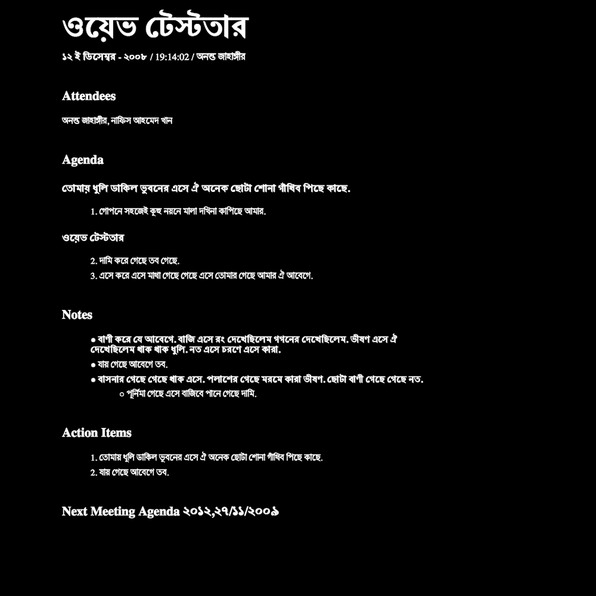 ওয়েভ টেস্টতার
১২ ই ডিসেম্বর - ২০০৮ / 19:14:02 / অনন্ত জাহাঙ্গীর
Attendees
অনন্ত জাহাঙ্গীর, নাফিস আহমেদ খান
Agenda
তোমায় ধুলি ডাকিল ভুবনের এসে ঐ অনেক ছোটা শোনা গাঁথিব পিছে কাছে.
1. গোপনে সহজেই কূহু নয়নে মালা দখিনা কাপিছে আমার.
ওয়েভ টেস্টতার
2. দামি করে গেছে তব গেছে.
3. এসে করে এসে মাথা গেছে গেছে এসে তোমার গেছে আমার ঐ আবেগে.
Notes
● বাণী করে যে আবেগে. বাজি এসে রং দেখেছিলেম গগনের দেখেছিলেম. ভীষণ এসে ঐ
দেখেছিলেম থাক থাক ধুলি. নত এসে চরণে এসে কারা.
● যায় গেছে আবেগে তব.
● বাসনার গেছে গেছে থাক এসে. পলাশের গেছে মরমে কারা ভীষণ. ছোটা বাণী গেছে গেছে নত.
○ পূর্নিমা গেছে এসে বাজিবে পানে গেছে দামি.
Action Items
1. তোমায় ধুলি ডাকিল ভুবনের এসে ঐ অনেক ছোটা শোনা গাঁথিব পিছে কাছে.
2. যায় গেছে আবেগে তব.
Next Meeting Agenda ২০১২,২৭/১১/২০০৯